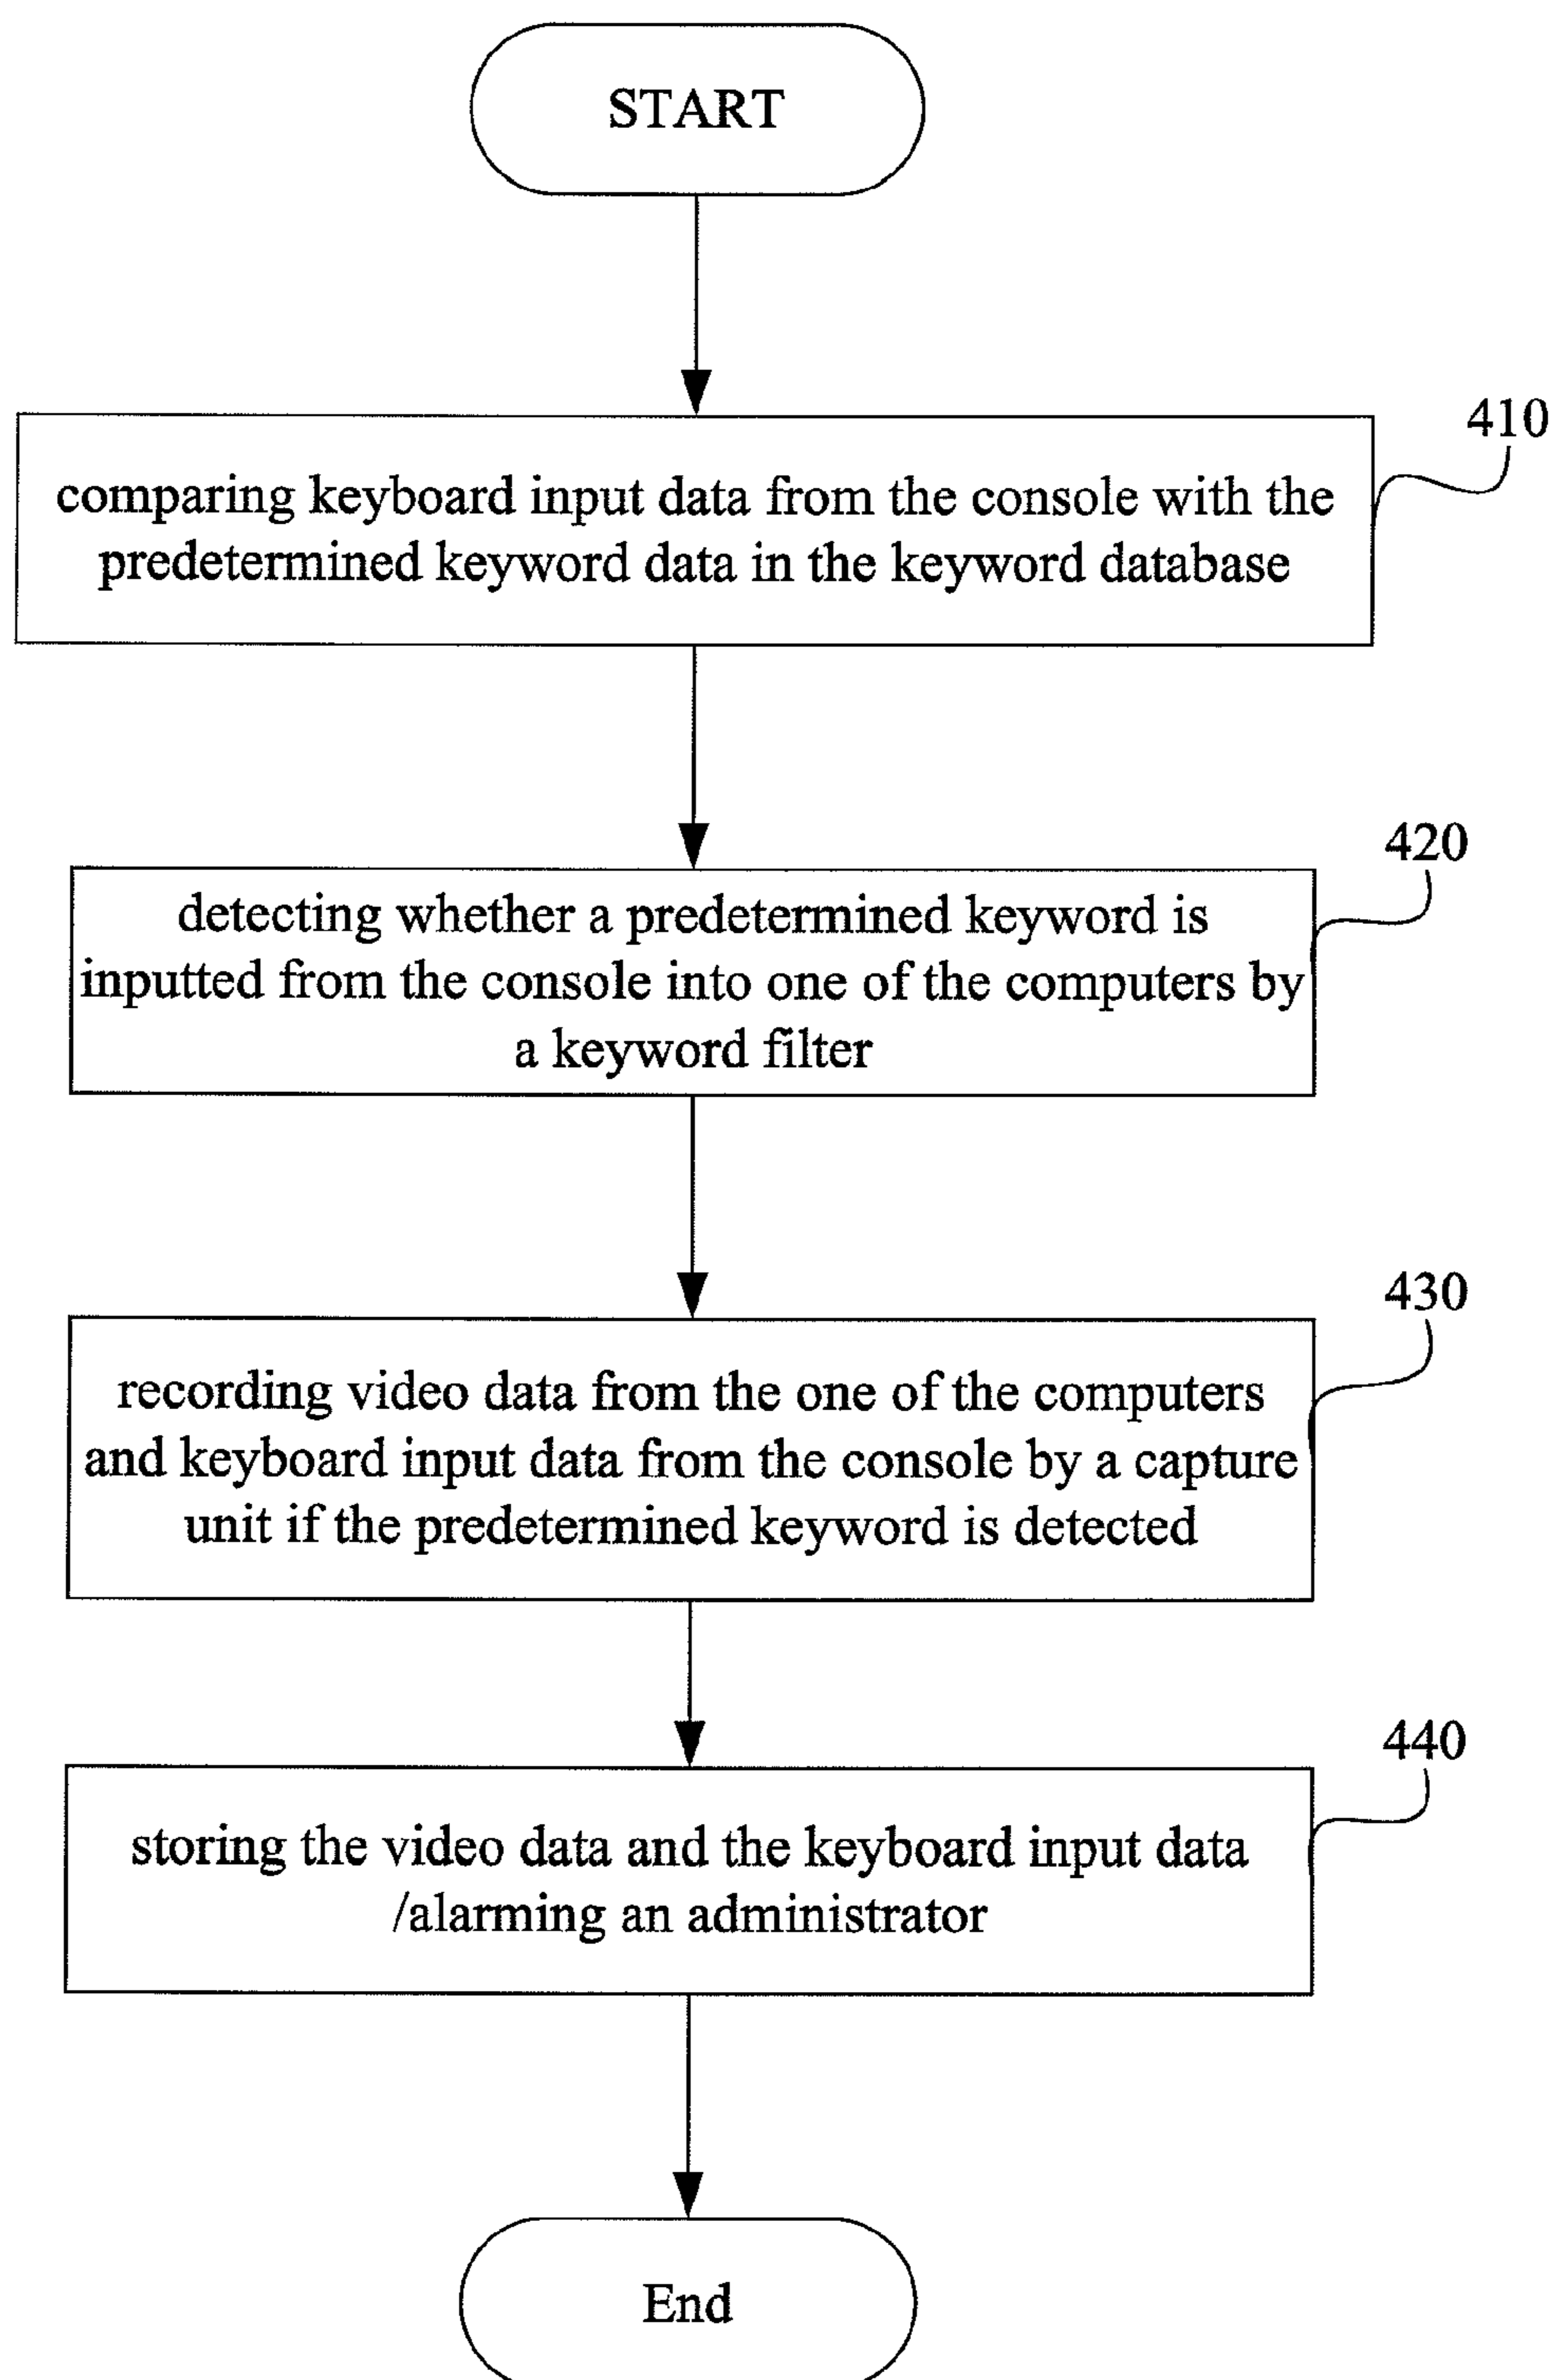 START
410
comparing keyboard input data from the console with the
predetermined keyword data in the keyword database
420
detecting whether a predetermined keyword is
inputted from the console into one of the computers by
a keyword filter
430
recording video data from the one of the computers
and keyboard input data from the console by a capture
unit if the predetermined keyword is detected
440
storing the video data and the keyboard input data
/alarming an administrator
End